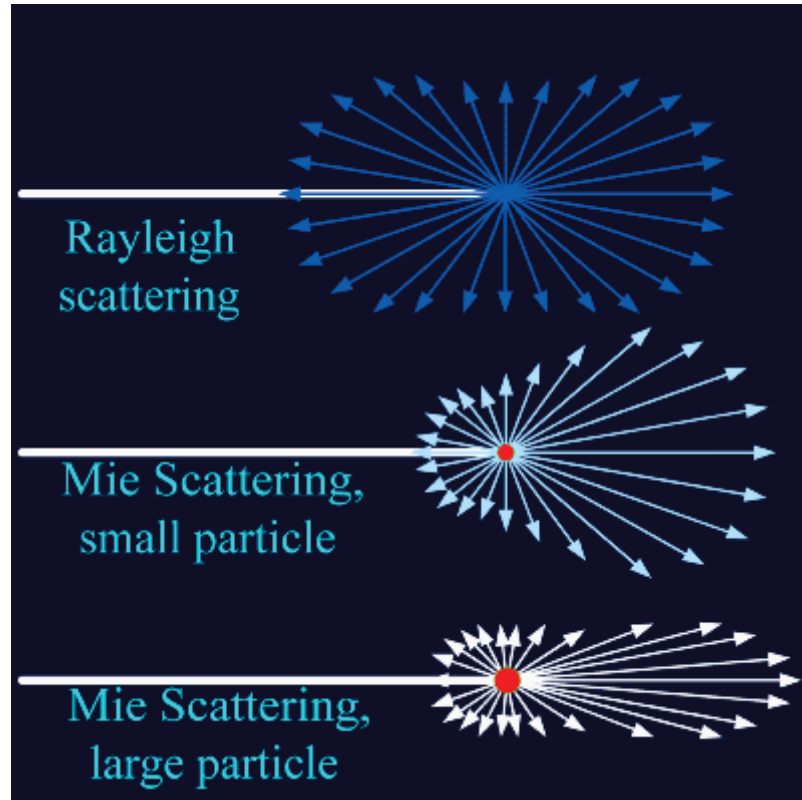 Rayleigh
scattering
Mie Scattering,
small particle
Mie Scattering,
large particle